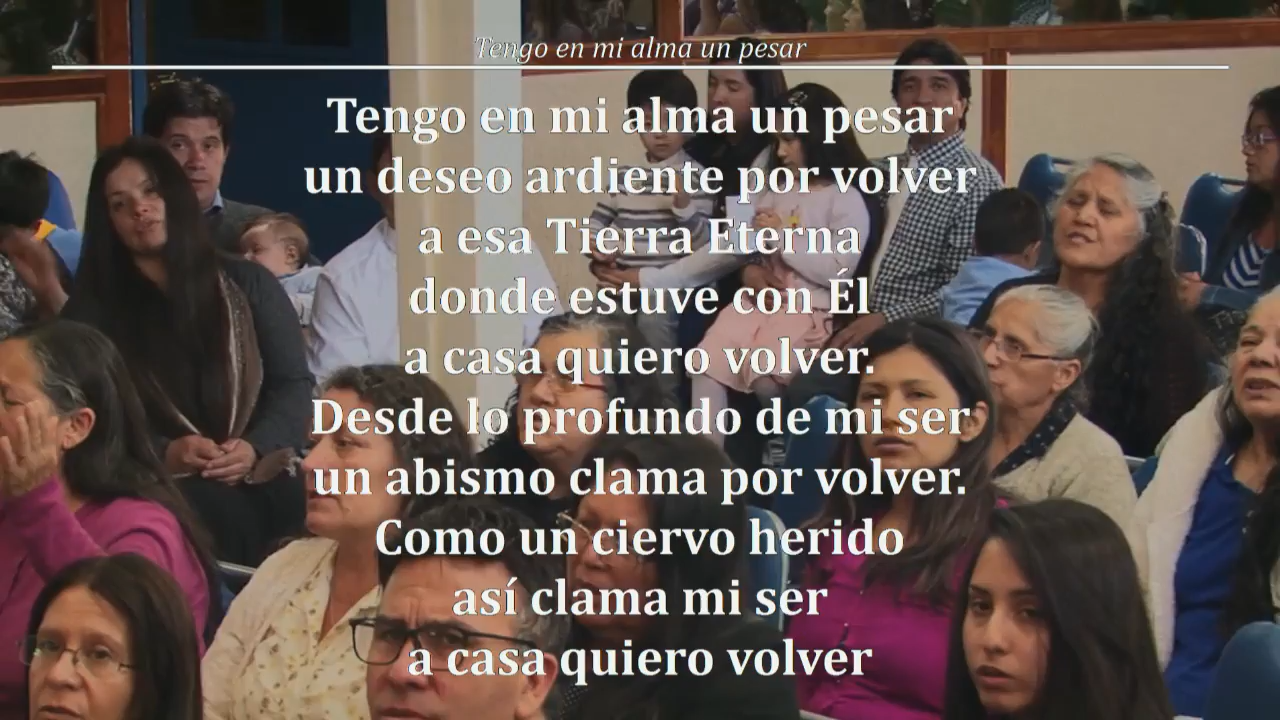 Tengo en mi alma un pesar
Tengo en mi alma un pesar
un deseo ardiente por volver
a esa Tierra Eterna
donde estuve con Él
a casa quiero volver.
Desde lo profundo de mi ser
un abismo clama por volver.
Como un ciervo herido
así clama mi ser
a casa quiero volver